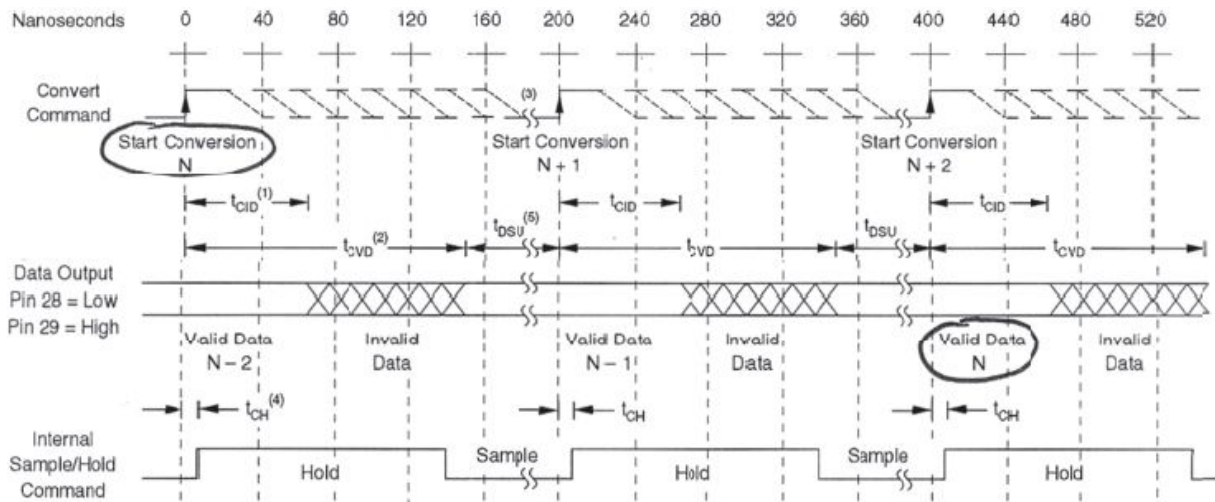 Nanoseconds 0 40 80 120 160 200 240 280 320 360 400 440 480 520
Convert
Command
(3)
Start Conversion
N
Start Conversion
N + 1
Start Conversion
N + 2
tCID(1)
tCID
tCID
tCVD(2)
tDSU(5)
tCVD
tDSU
tCVD
Data Output
Pin 28 = Low
Pin 29 = High
Valid Data
N – 2
Invalid
Data
Valid Data
N – 1
Invalid
Data
Valid Data
N
Invalid
Data
tCH(4)
tCH
tCH
Internal
Sample/Hold
Command
Hold
Sample
Hold
Sample
Hold